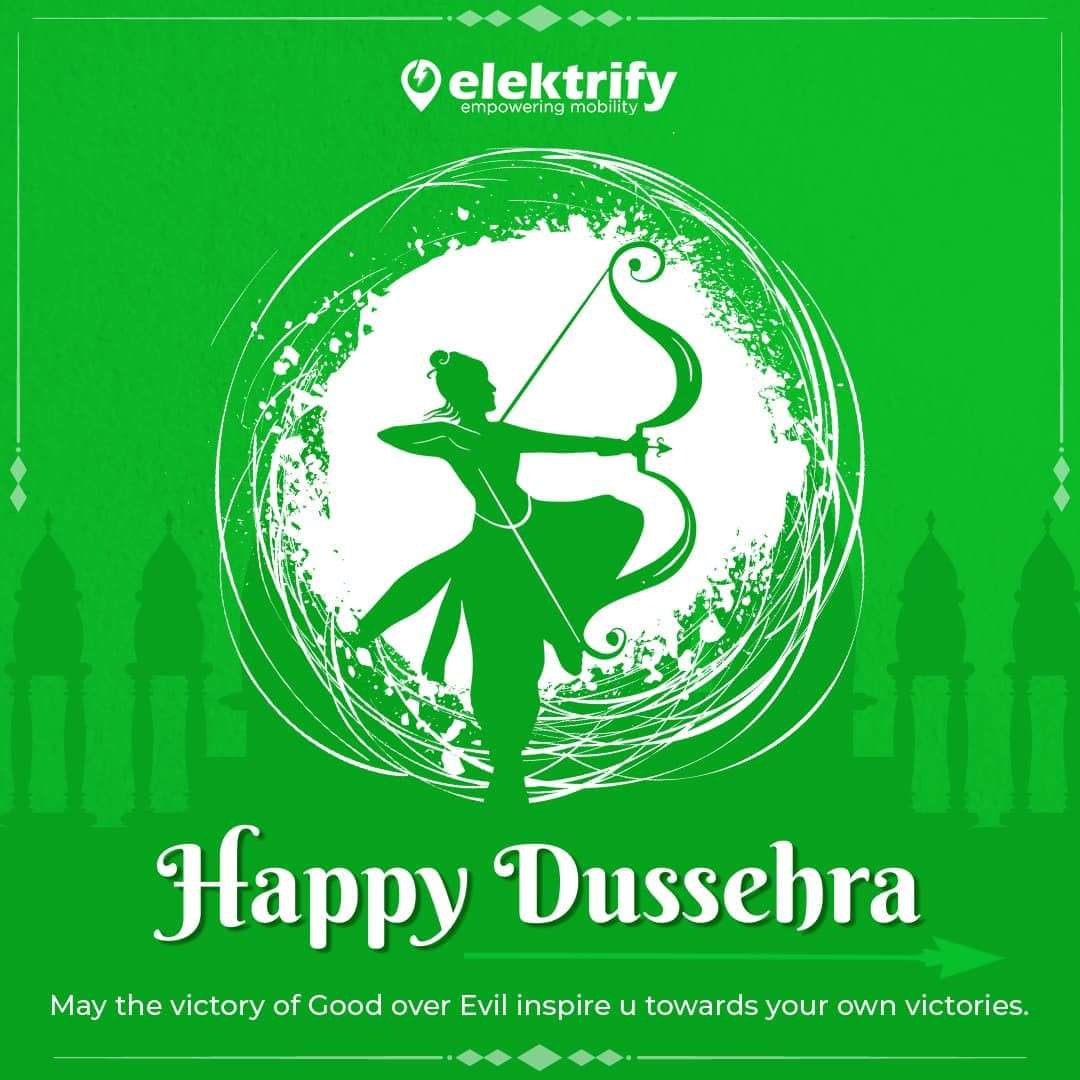 elektrify
empowering mobility
Happy Dussehra
May the victory of Good over Evil inspire u towards your own victories.